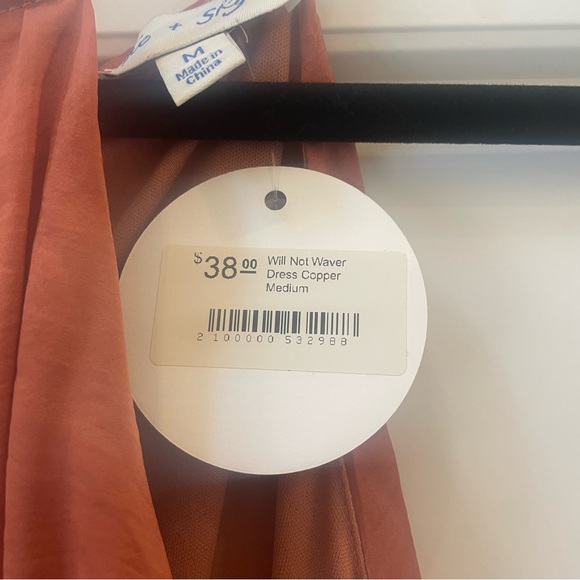 M
Made in
China
$38.00 Will Not Waver
Dress Copper
Medium
2 100000 532988